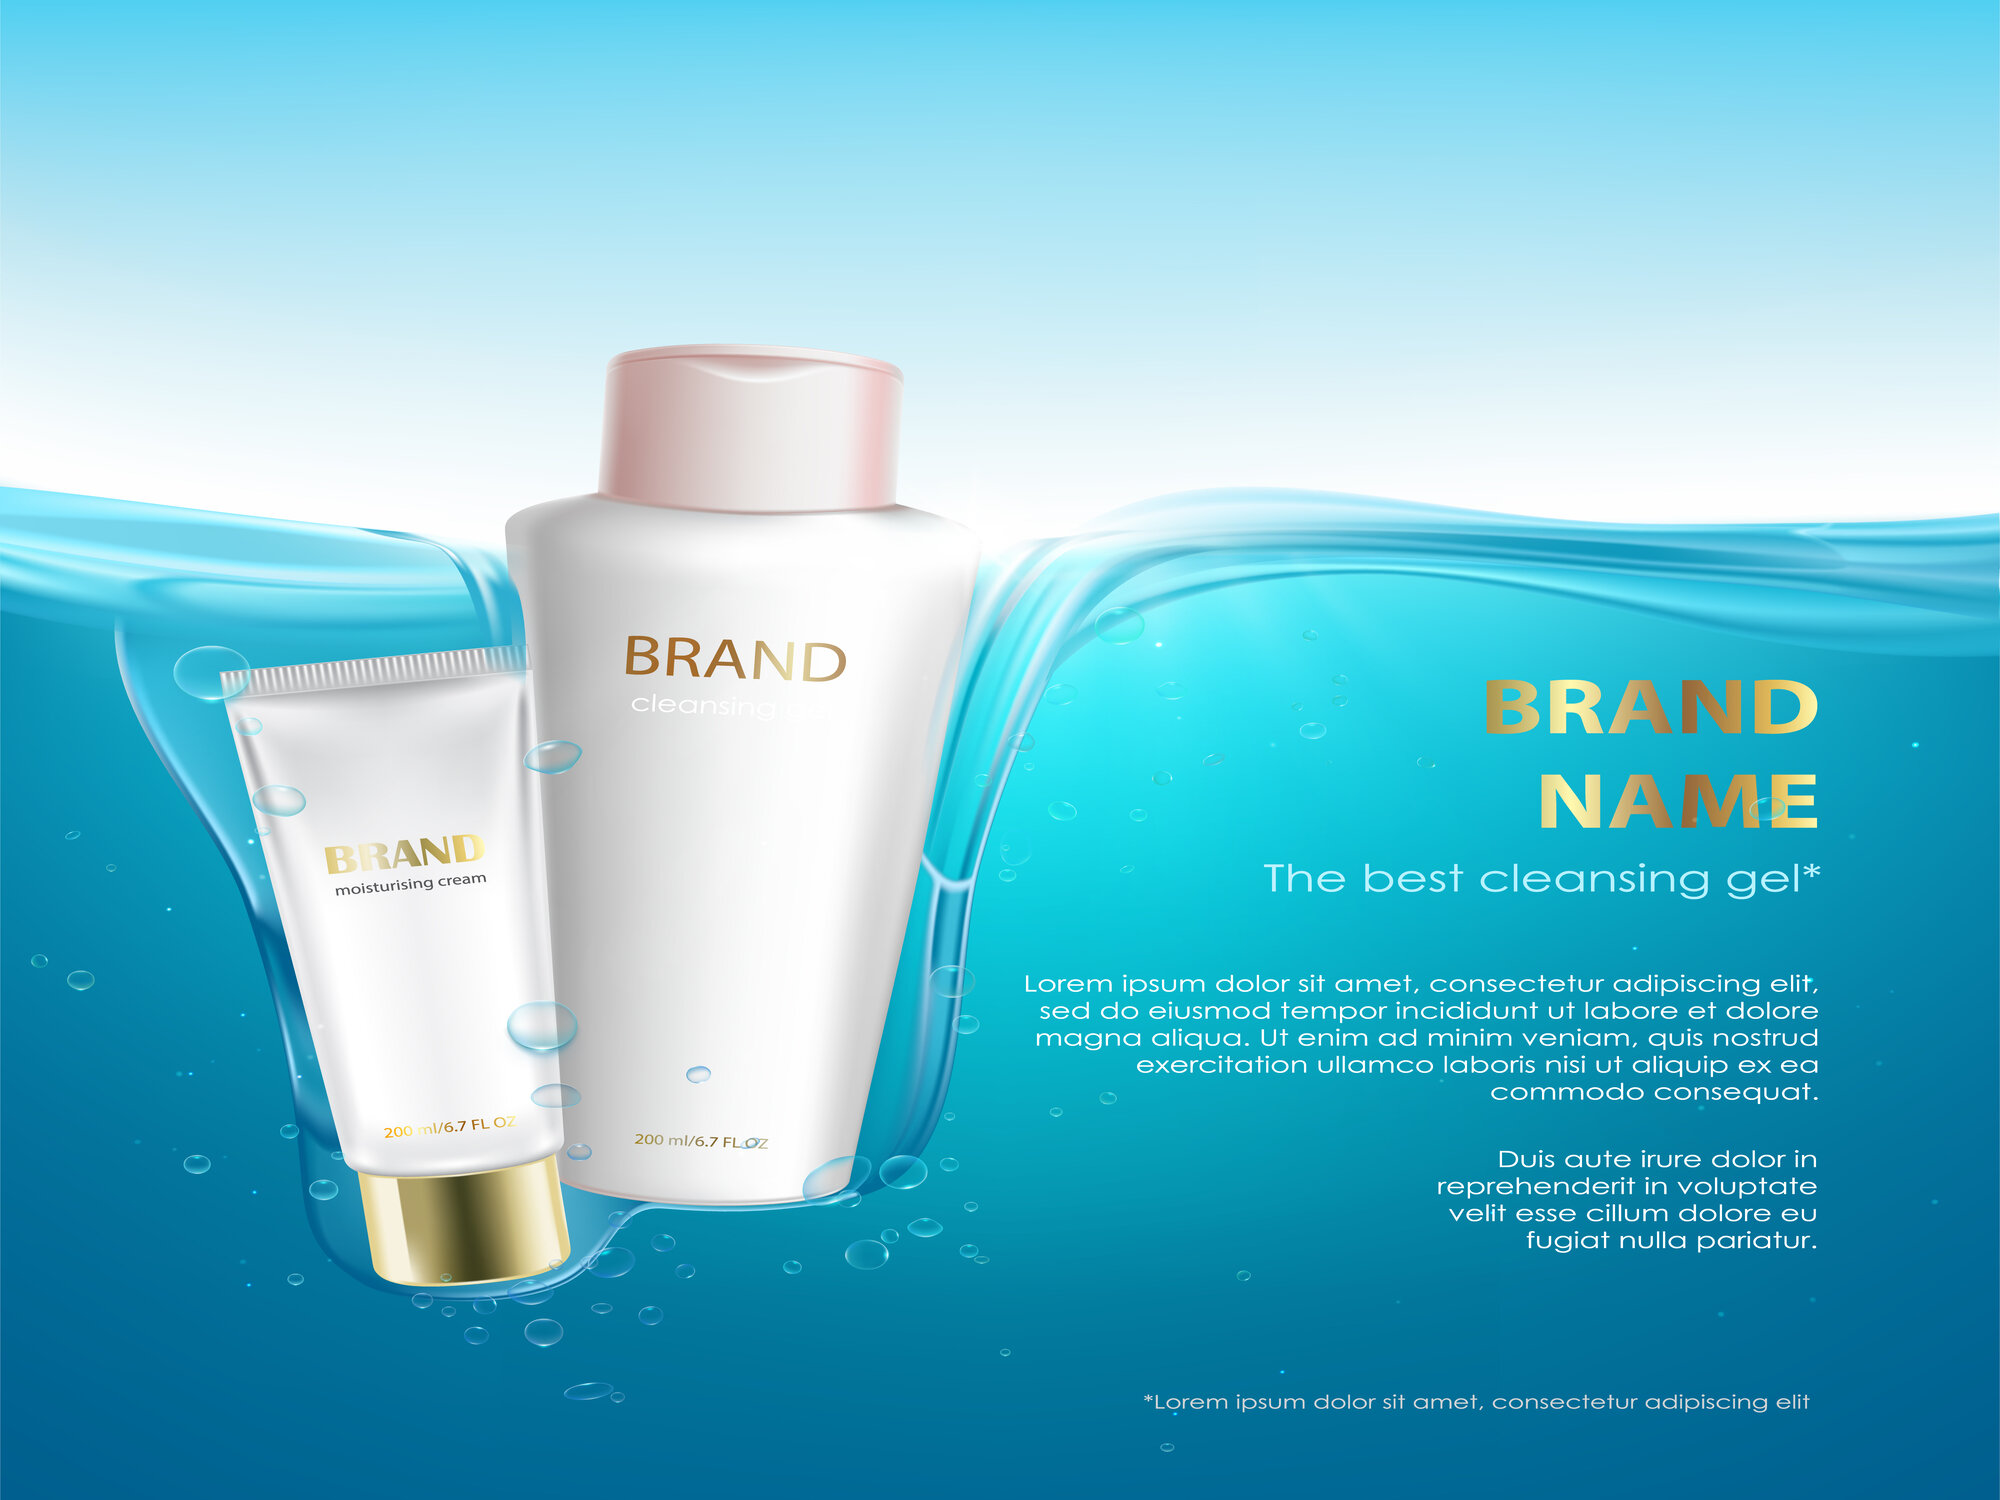 BRAND
cleansing
BRAND
moisturising cream
200 ml/6.7 FL OZ
200 ml/6.7 FL OZ
BRAND
NAME
The best cleansing gel*
Lorem ipsum dolor sit amet, consectetur adipiscing elit,
sed do eiusmod tempor incididunt ut labore et dolore
magna aliqua. Ut enim ad minim veniam, quis nostrud
exercitation ullamco laboris nisi ut aliquip ex ea
commodo consequat.
Duis aute irure dolor in
reprehenderit in voluptate
velit esse cillum dolore eu
fugiat nulla pariatur.
*Lorem ipsum dolor sit amet, consectetur adipiscing elit